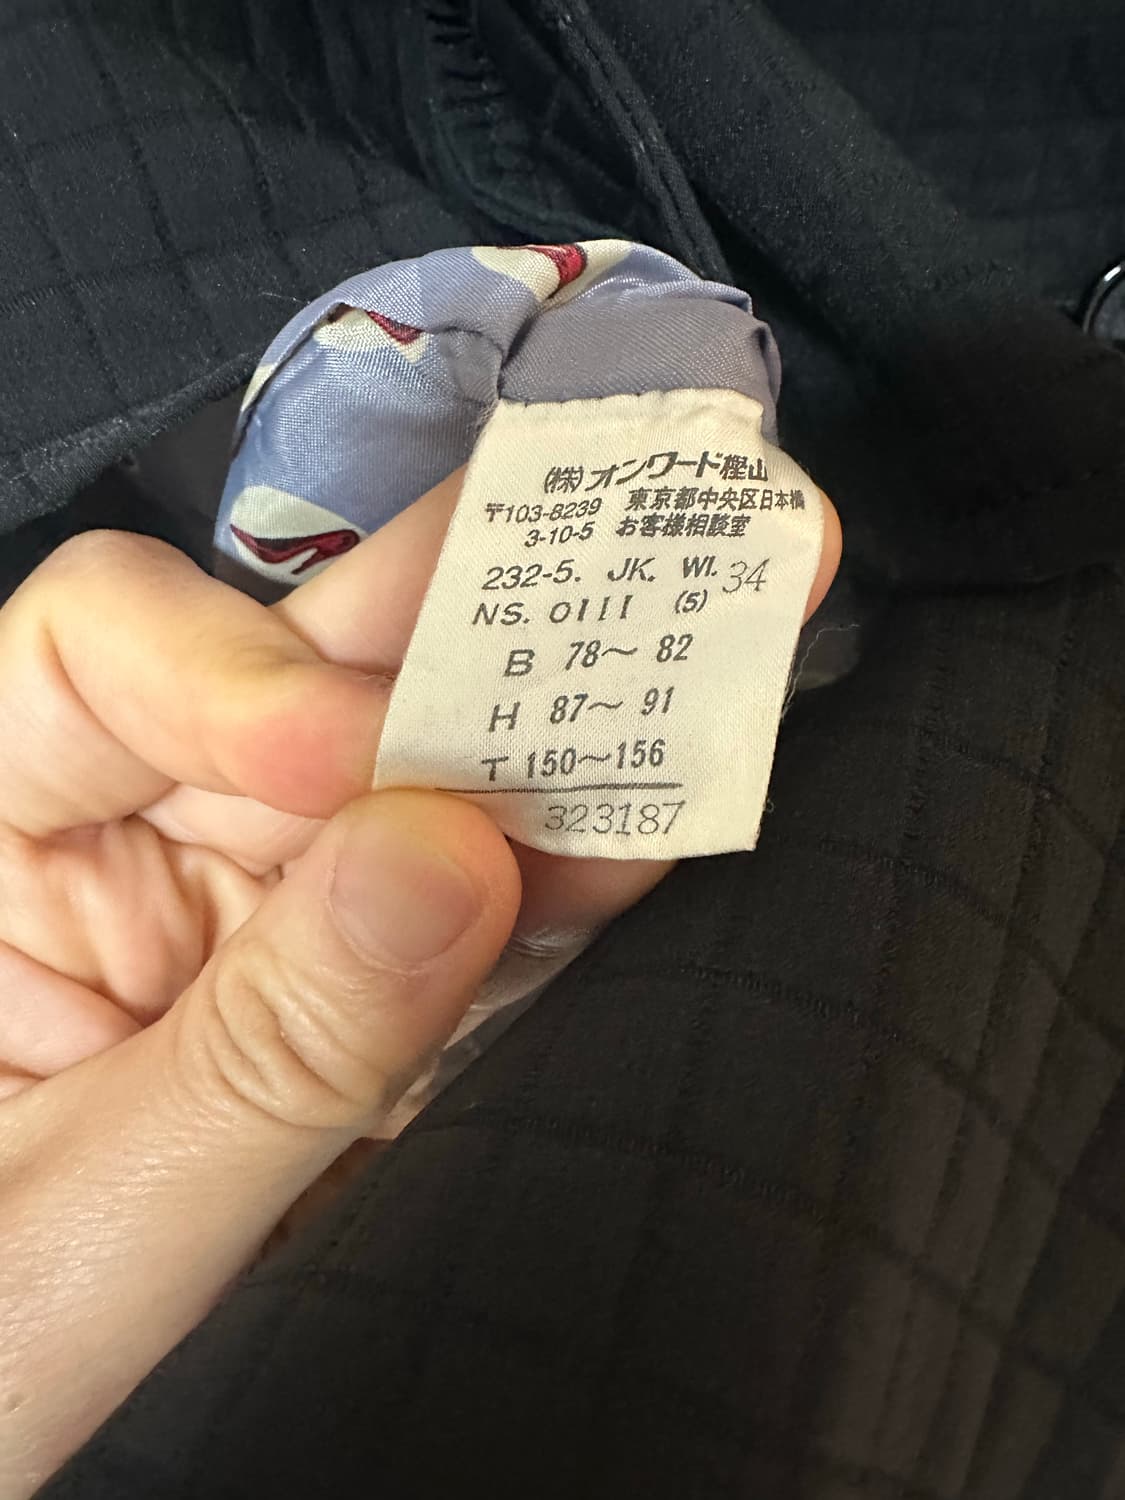 (株)オンワード樫山
〒103-8239 東京都中央区日本橋
3-10-5 お客様相談室
232-5. JK. WI. 34
NS. 0111 (5)
B 78〜 82
H 87〜 91
T 150〜156
323187